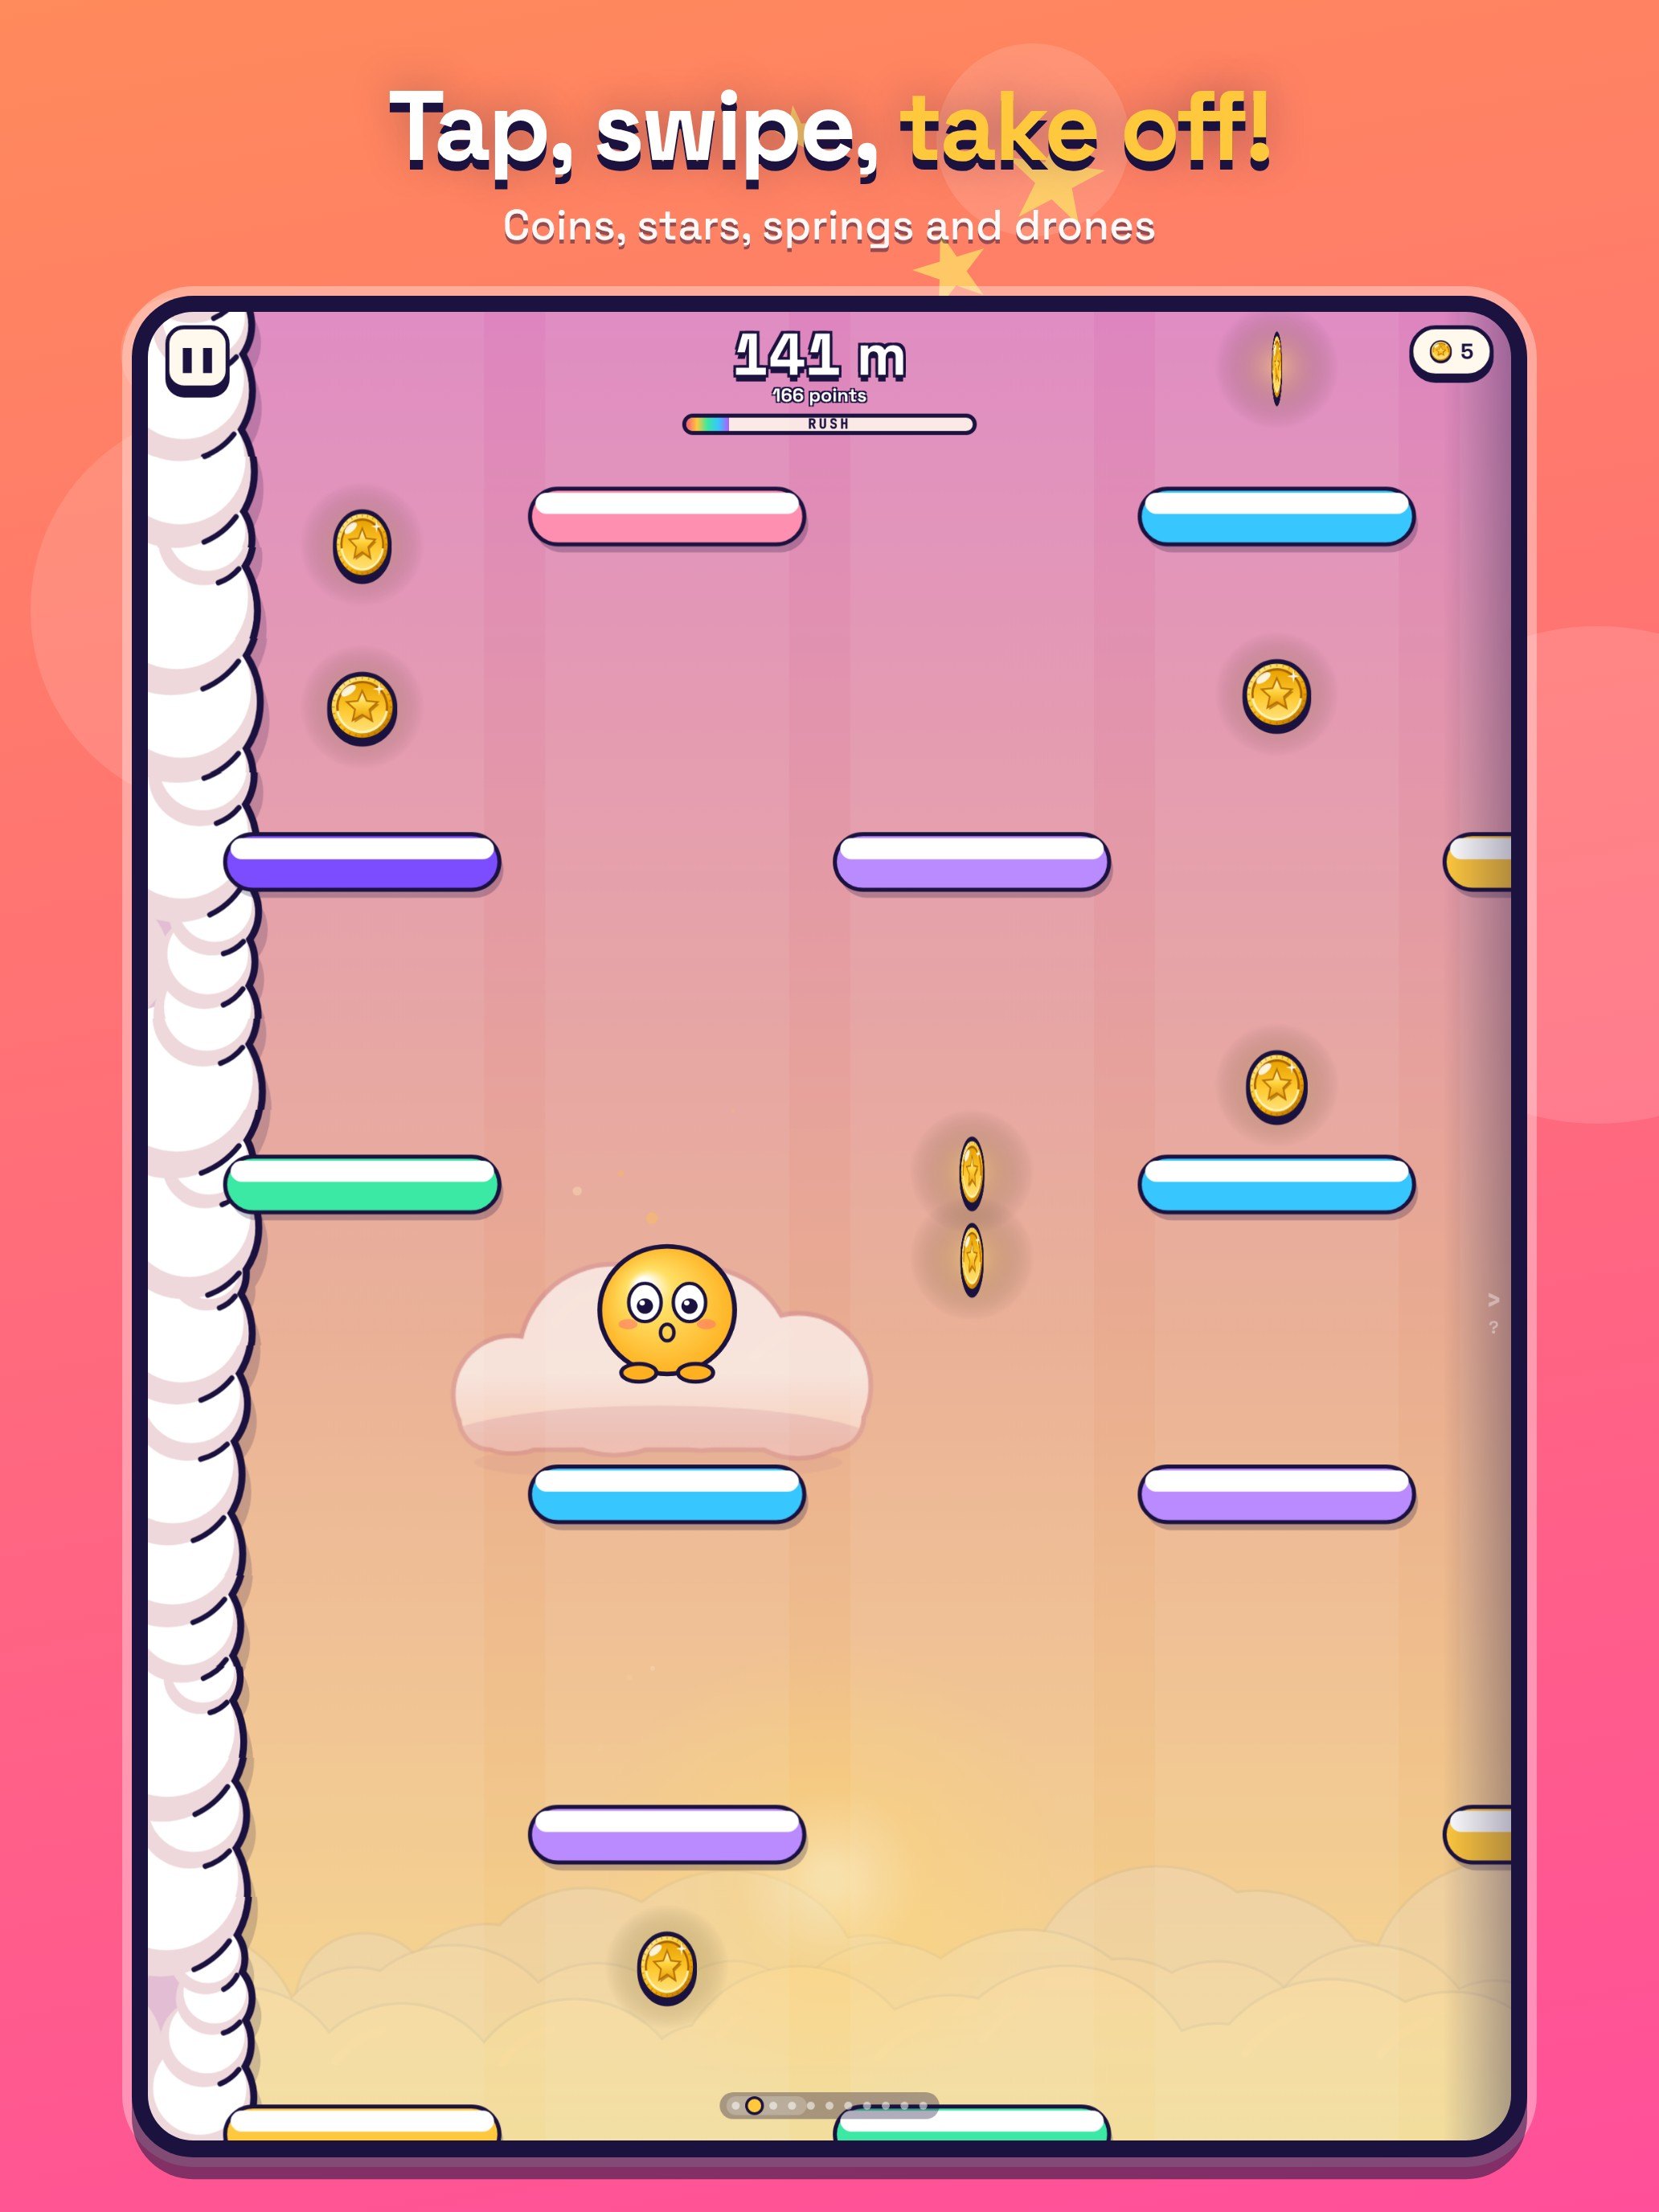 Tap, swipe, take off!
Coins, stars, springs and drones
141 m
5
166 points
RUSH
>
?